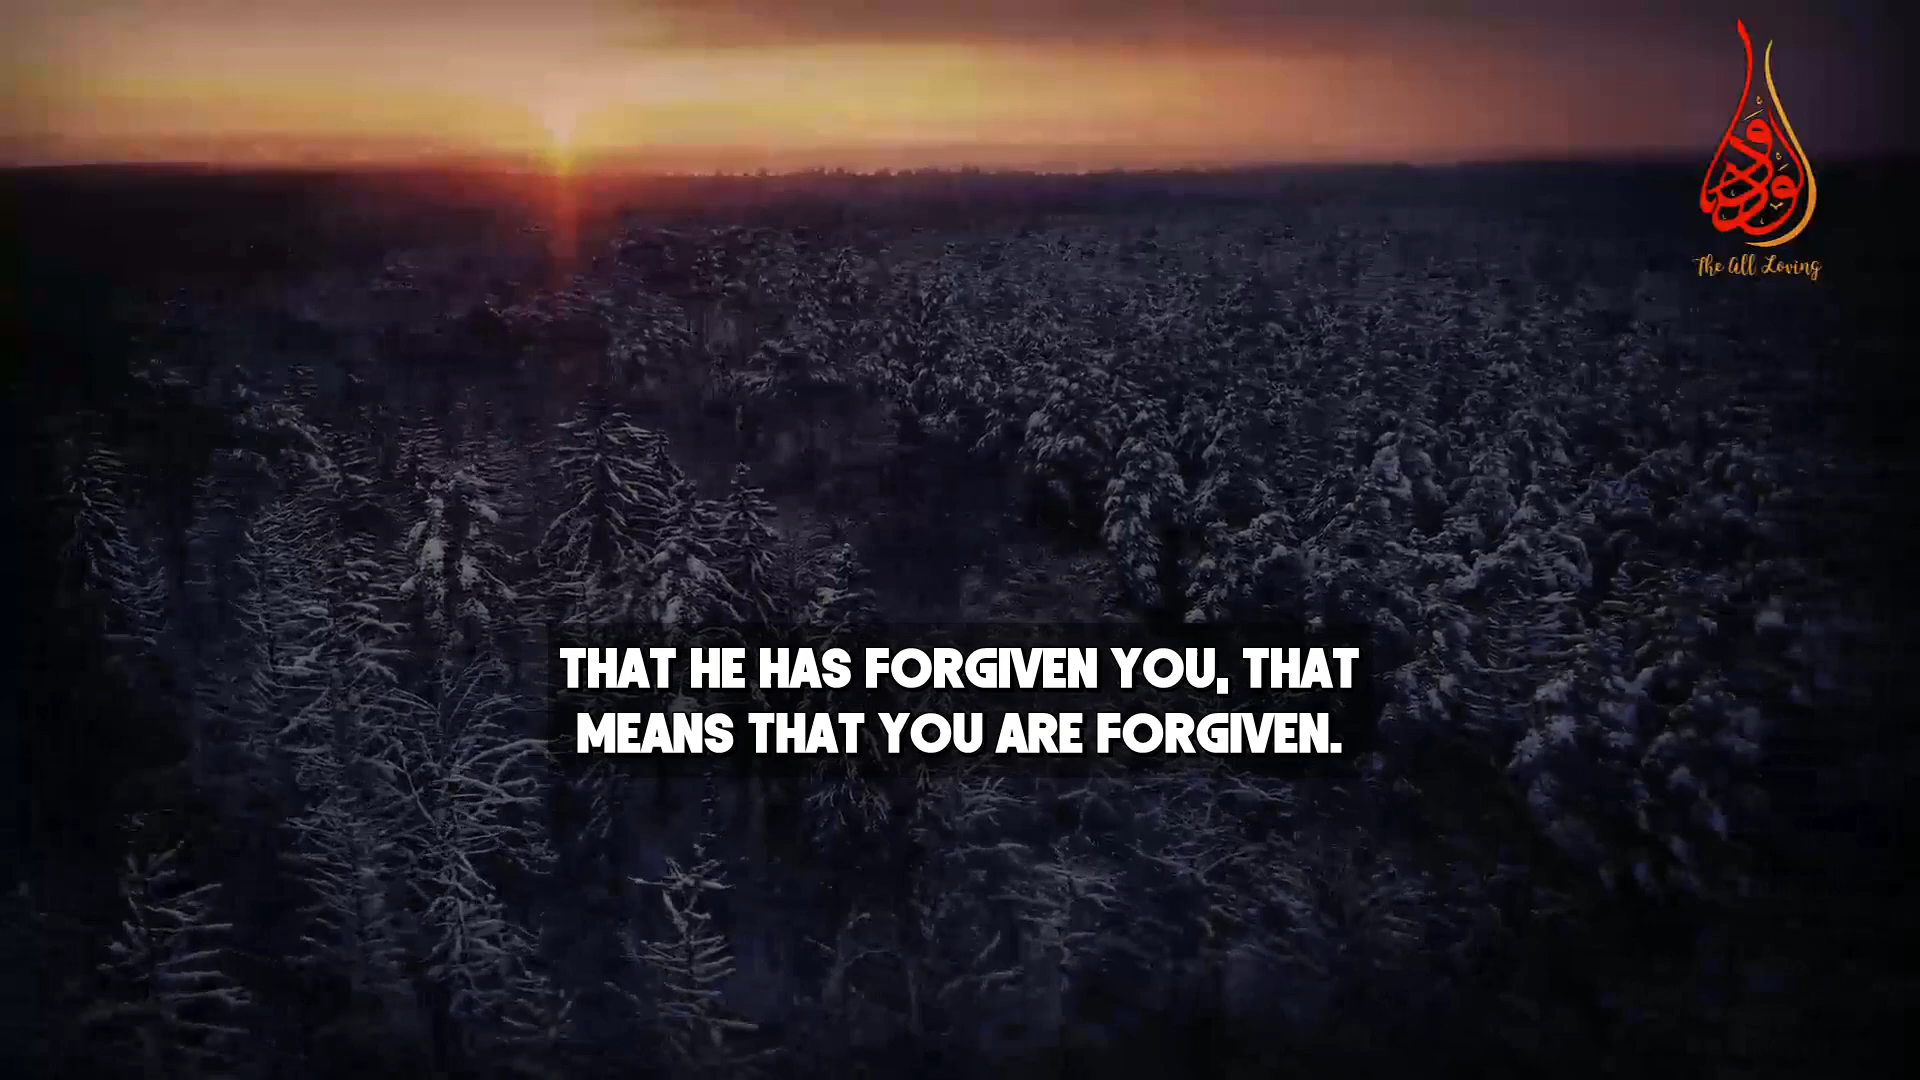 The All Loving
THAT HE HAS FORGIVEN YOU, THAT
MEANS THAT YOU ARE FORGIVEN.